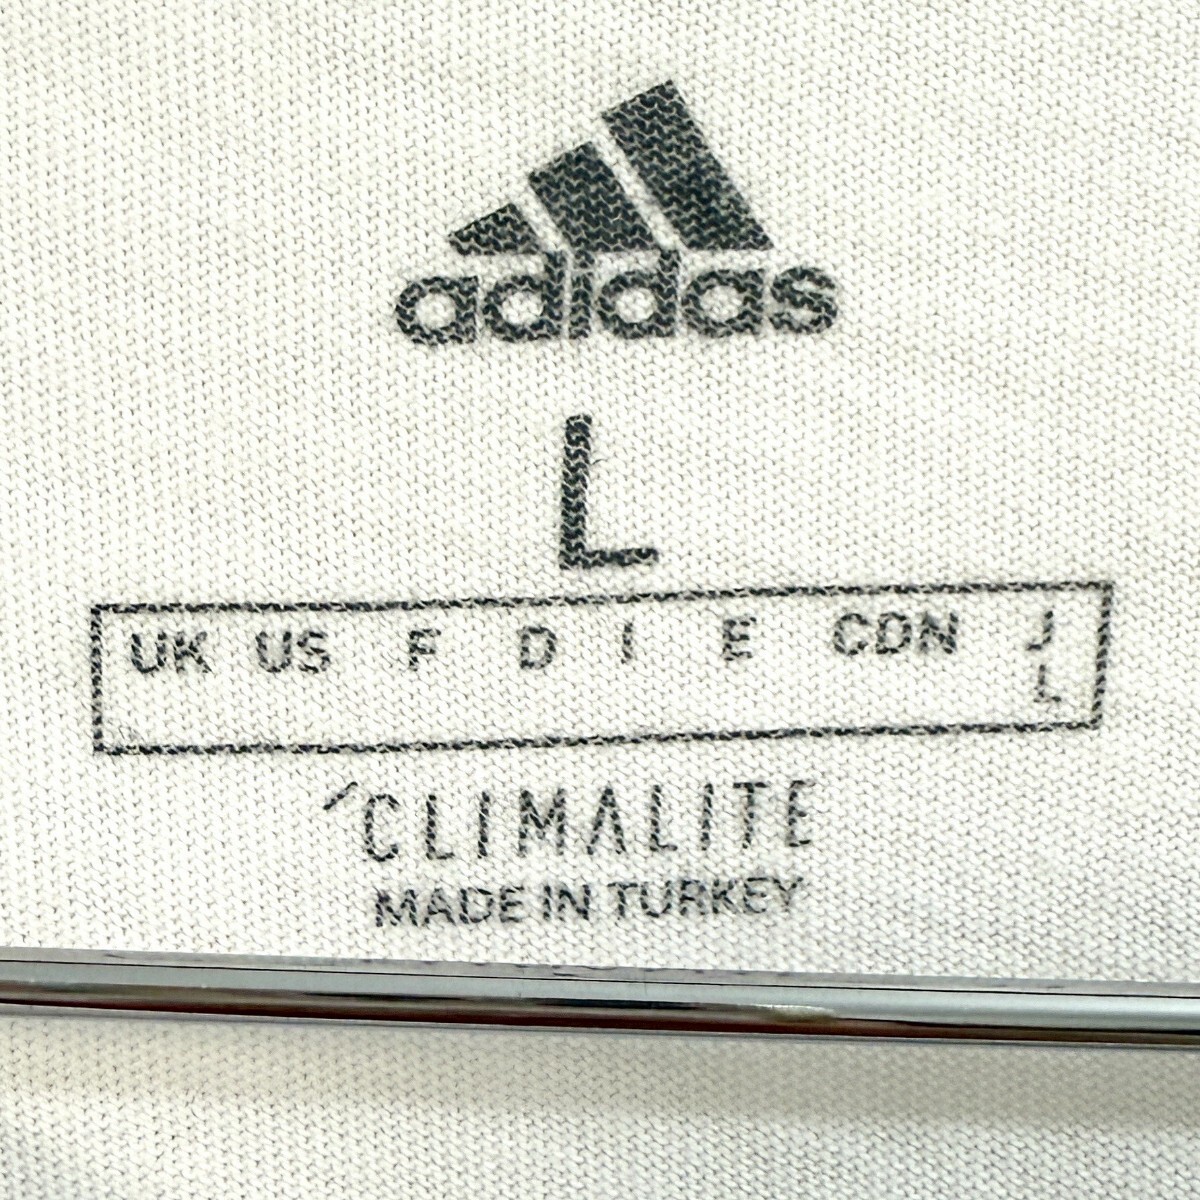 adidas
L
UK US F D I E CDN J
L
CLIMALITE
MADE IN TURKEY